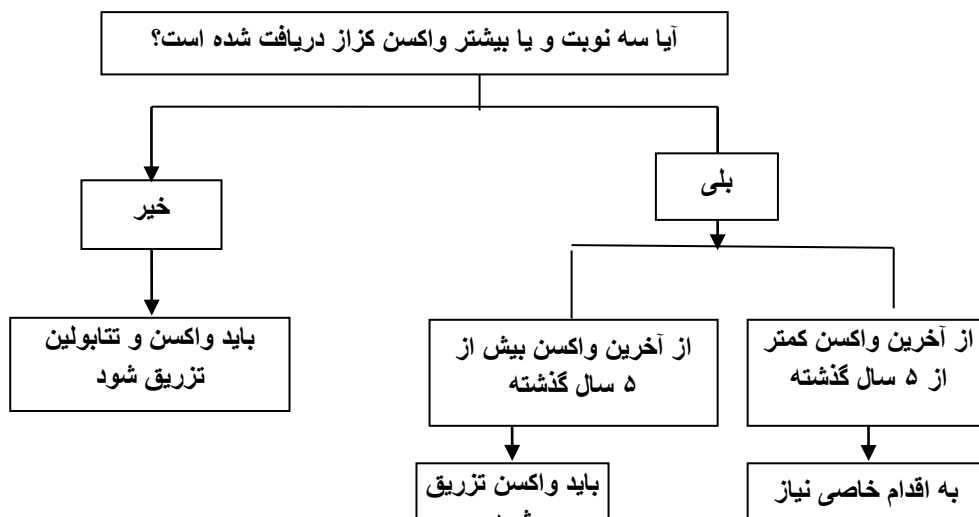 آیا سه نوبت و یا بیشتر واکسن کزاز دریافت شده است؟
بلی
خیر
از آخرین واکسن کمتر
از ۵ سال گذشته
از آخرین واکسن بیش از
۵ سال گذشته
باید واکسن و تتابولین
تزریق شود
به اقدام خاصی نیاز
باید واکسن تزریق